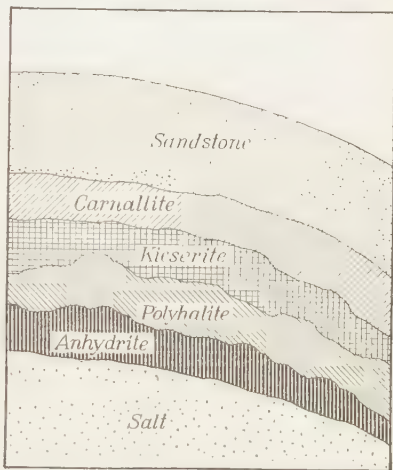 Sandstone
Carnallite
Kieserite
Polyhalite
Anhydrite
Salt